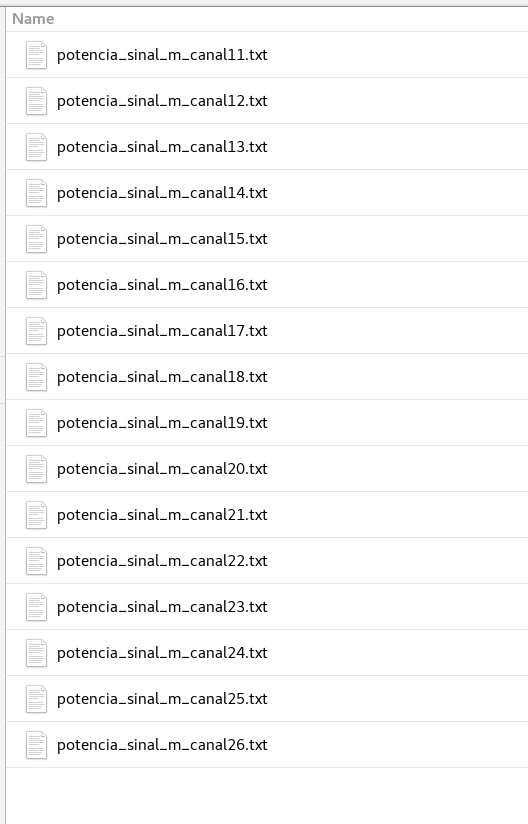 Name
potencia_sinal_m_canal11.txt
potencia_sinal_m_canal12.txt
potencia_sinal_m_canal13.txt
potencia_sinal_m_canal14.txt
potencia_sinal_m_canal15.txt
potencia_sinal_m_canal16.txt
potencia_sinal_m_canal17.txt
potencia_sinal_m_canal18.txt
potencia_sinal_m_canal19.txt
potencia_sinal_m_canal20.txt
potencia_sinal_m_canal21.txt
potencia_sinal_m_canal22.txt
potencia_sinal_m_canal23.txt
potencia_sinal_m_canal24.txt
potencia_sinal_m_canal25.txt
potencia_sinal_m_canal26.txt